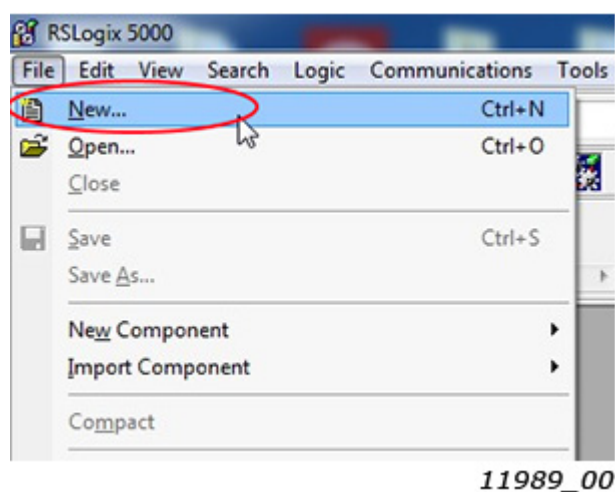 RSLogix 5000
File Edit View Search Logic Communications Tools
New... Ctrl+N
Open... Ctrl+O
Close
Save Ctrl+S
Save As...
New Component
Import Component
Compact
11989_00